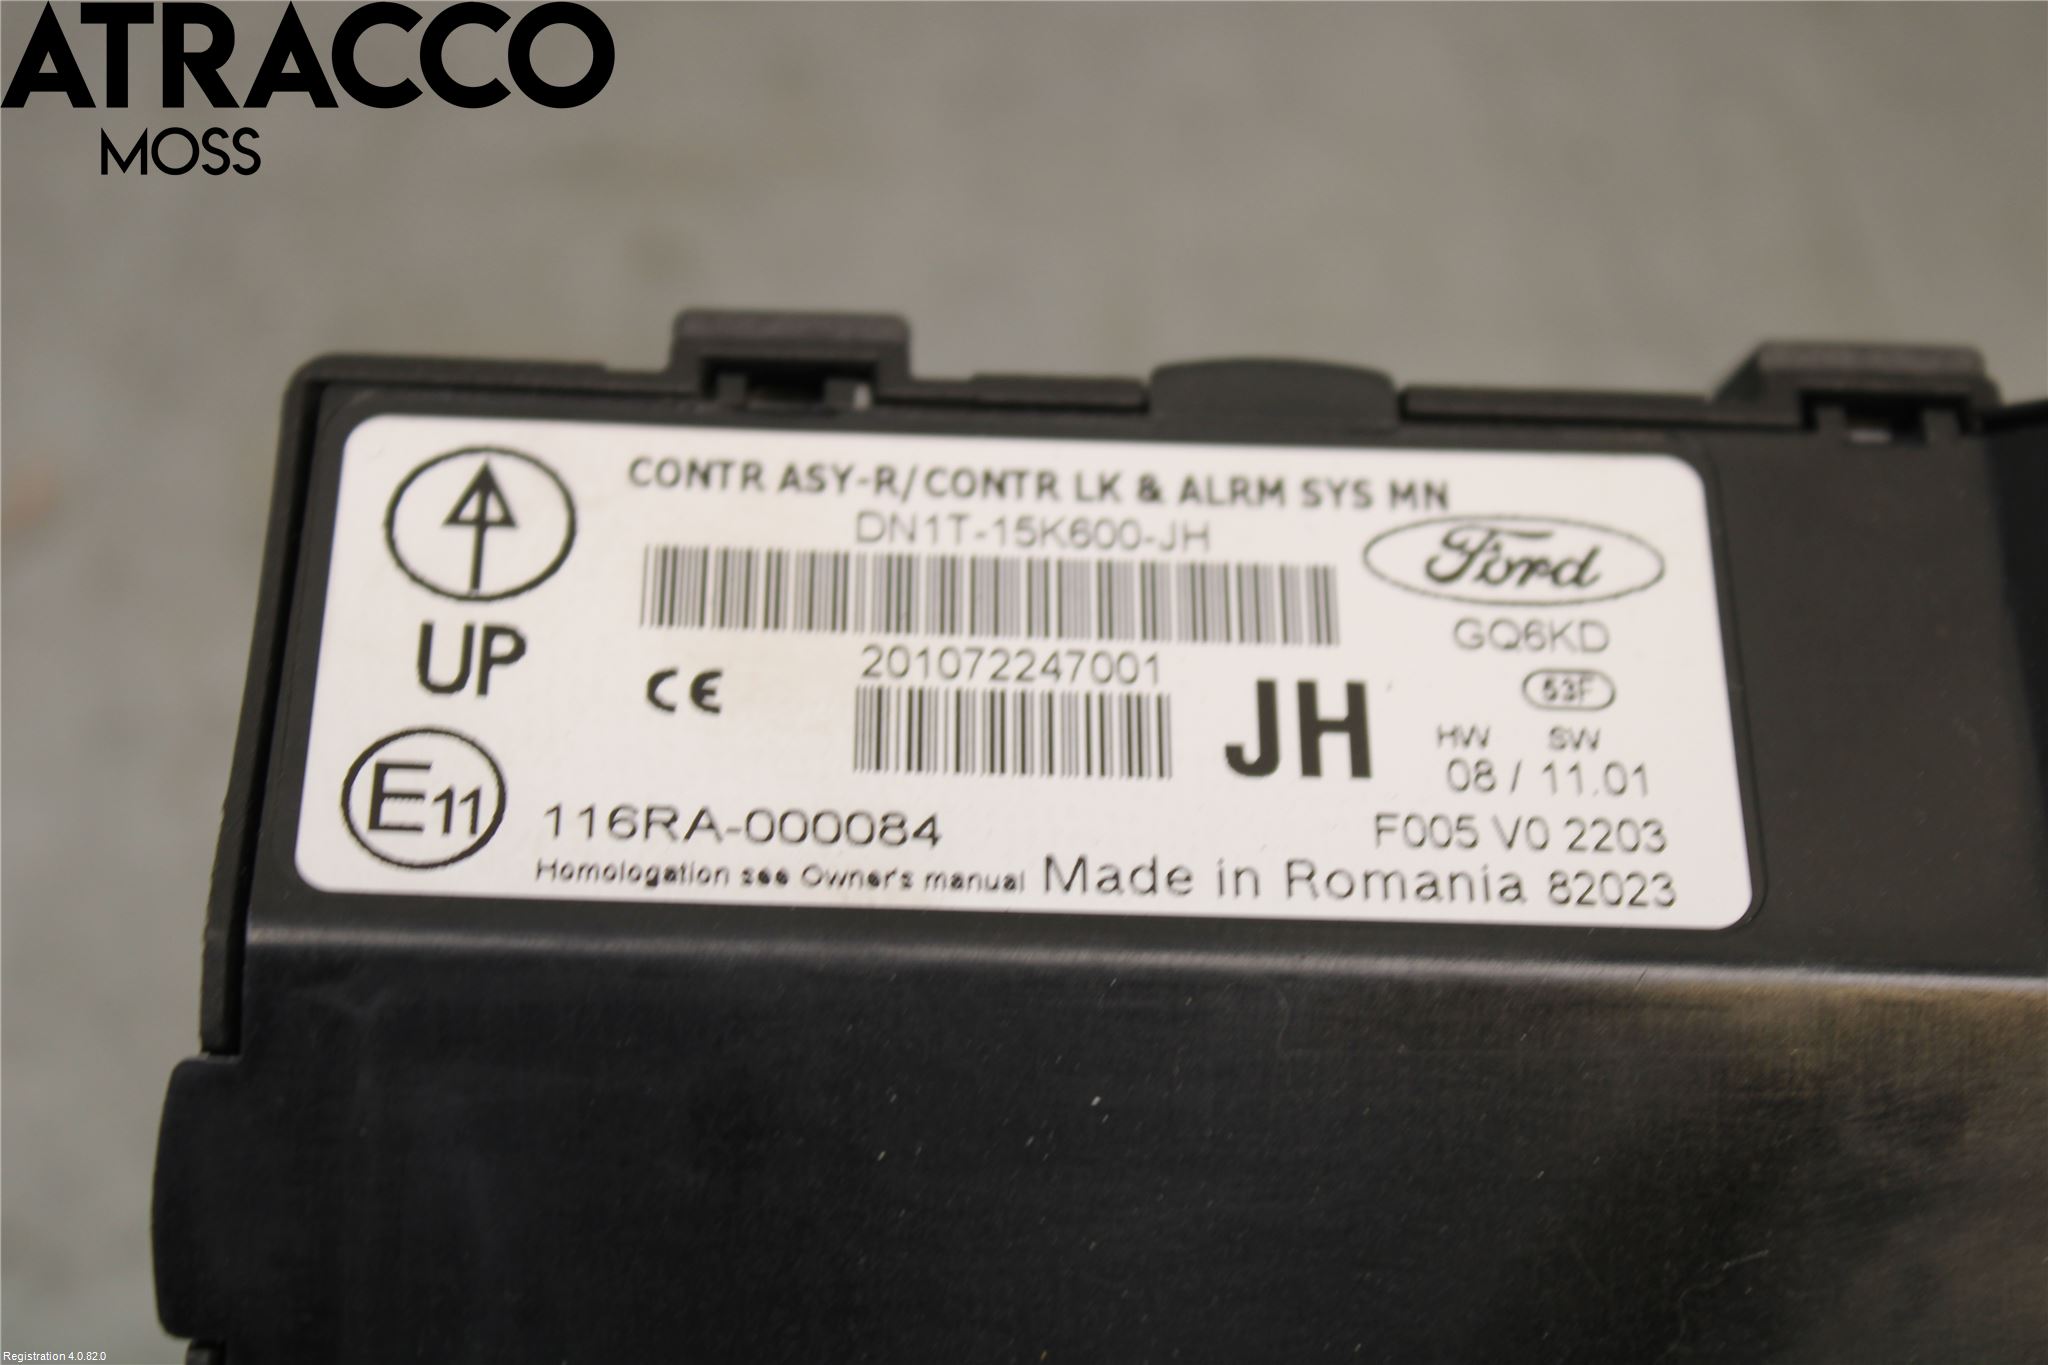 ATRACCO
MOSS
CONTR ASY-R/CONTR LK & ALRM SYS MN
DN1T-15K600-JH
Ford
GQ6KD
UP
201072247001
CE
JH
53F
HW SW
08 / 11.01
E11
116RA-000084
F005 V0 2203
Homologation see Owner's manual Made in Romania 82023
Registration 4.0.82.0